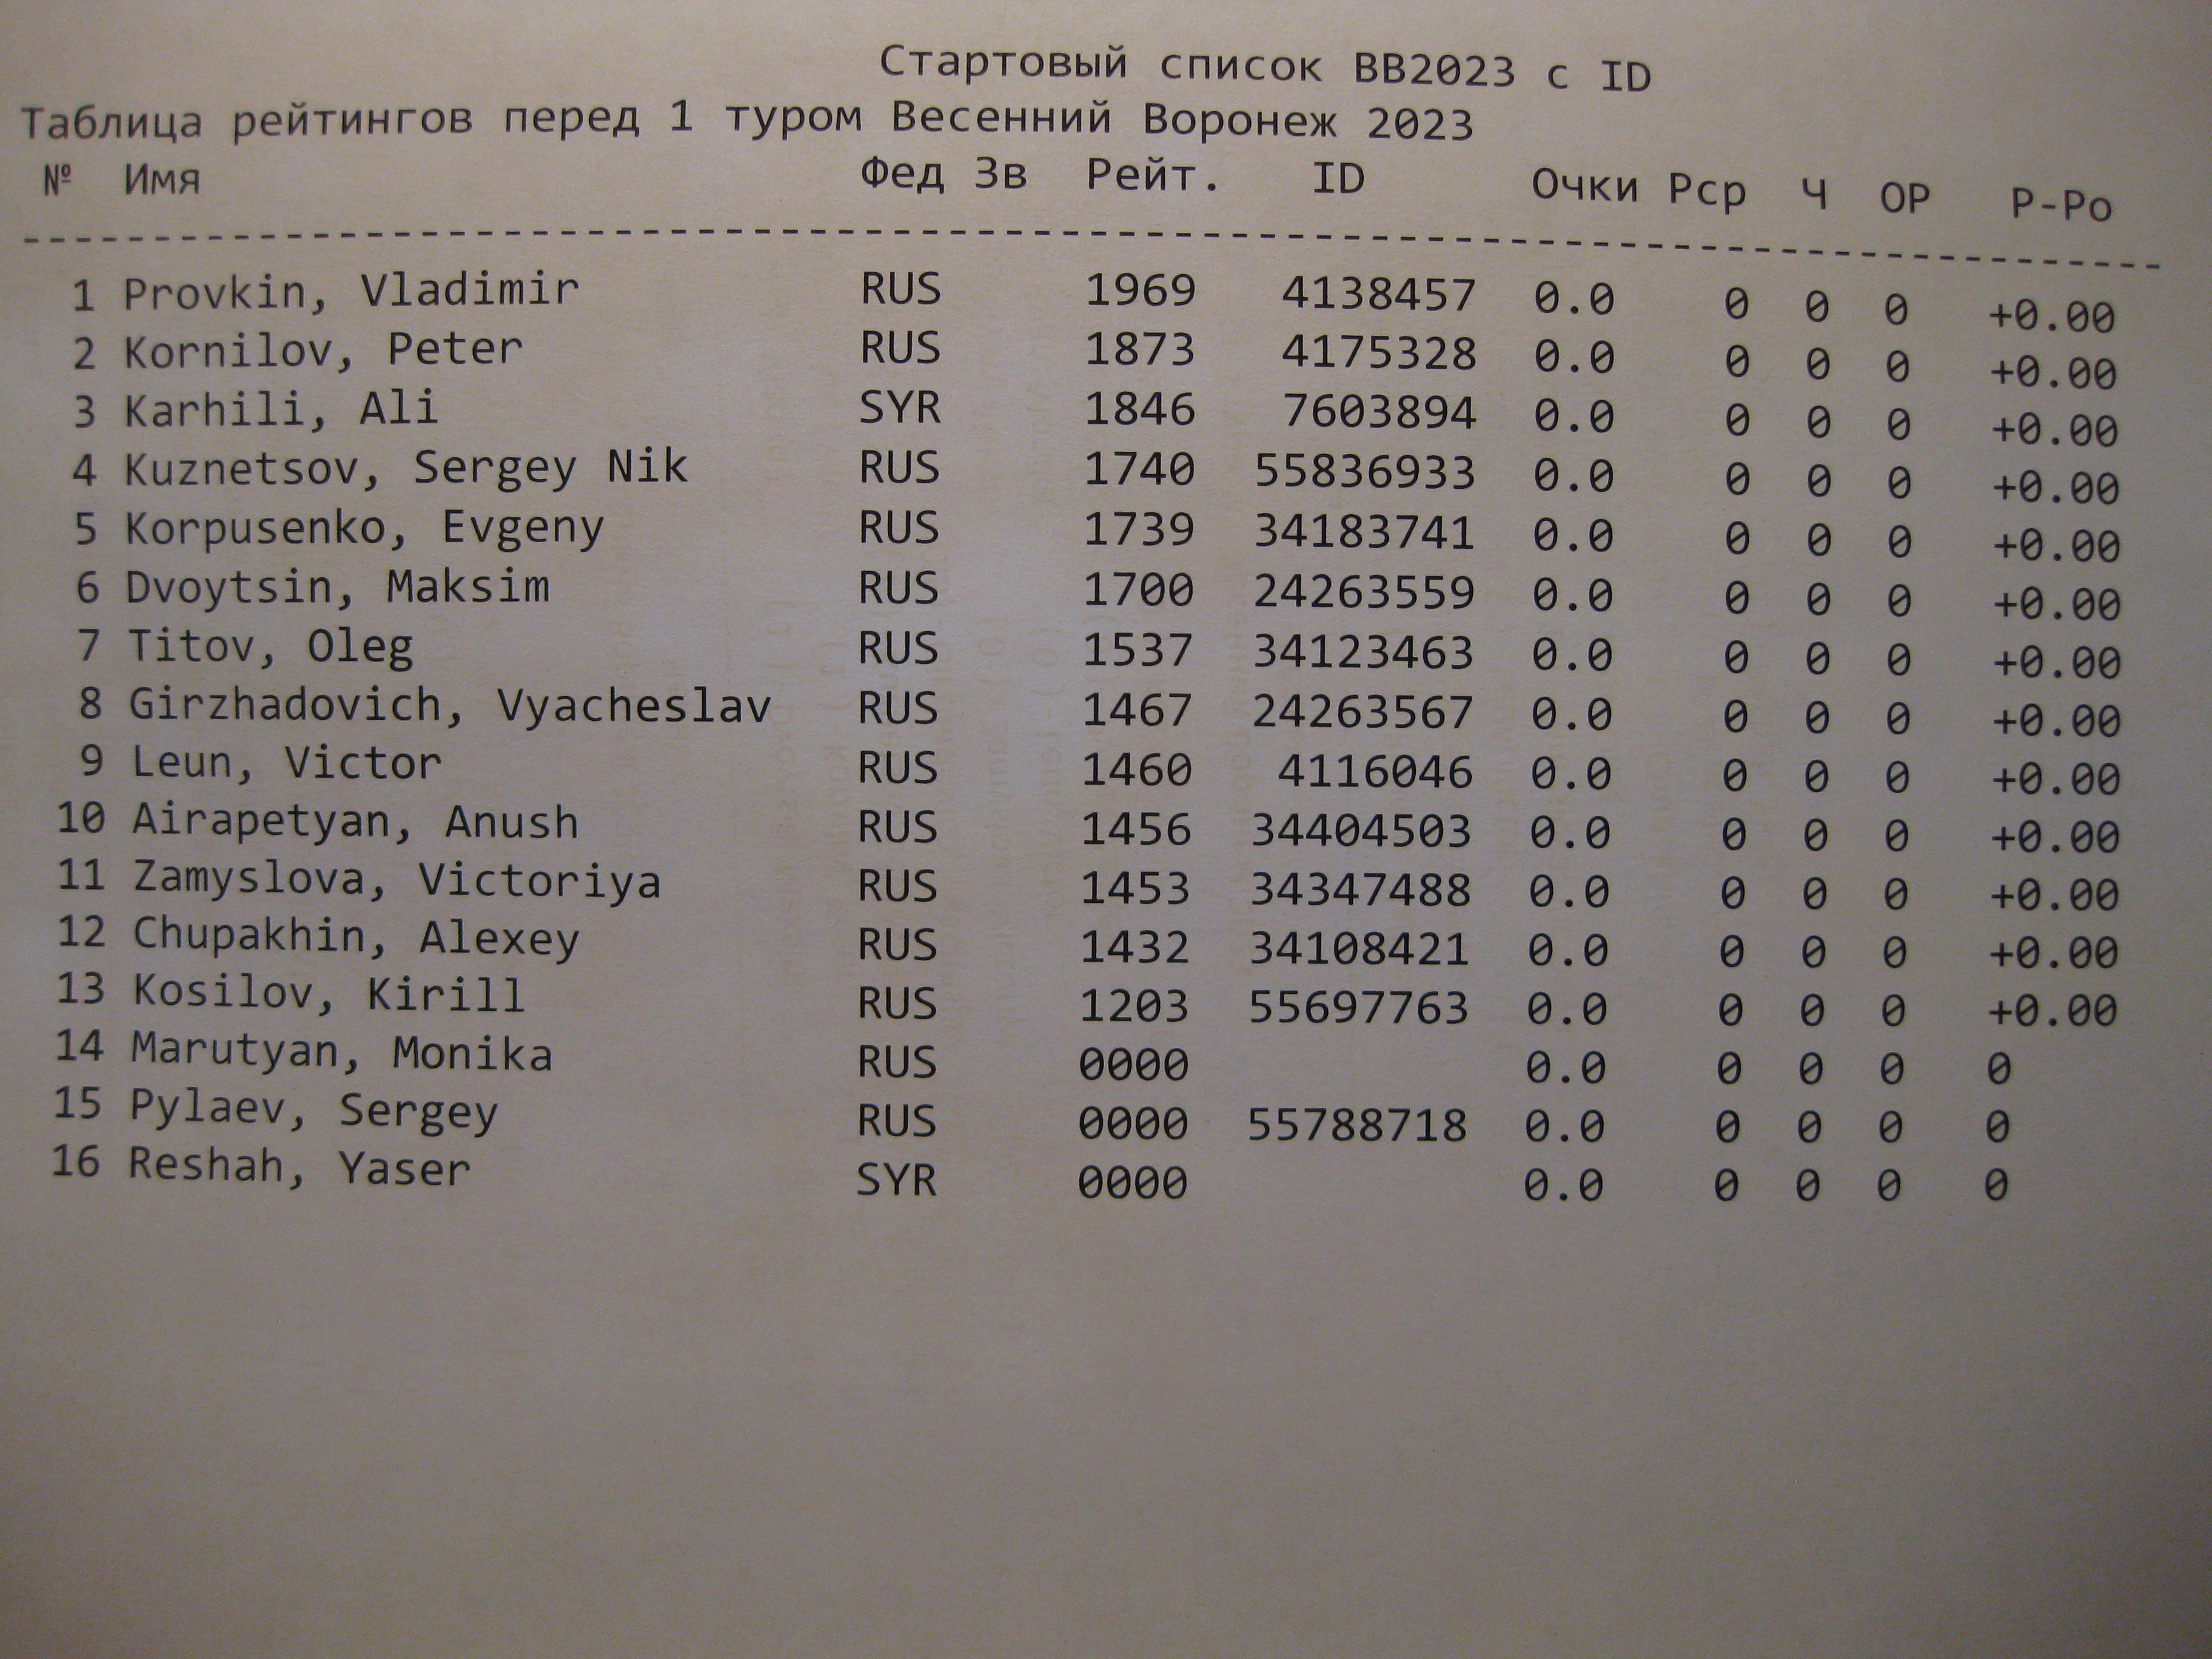 Стартовый список ВВ2023 с ID
Таблица рейтингов перед 1 туром Весенний Воронеж 2023
№ Имя Фед Зв Рейт. ID Очки Рср Ч ОР Р-Ро
--------------------------------------------------------------------------------
1 Provkin, Vladimir RUS 1969 4138457 0.0 0 0 0 +0.00
2 Kornilov, Peter RUS 1873 4175328 0.0 0 0 0 +0.00
3 Karhili, Ali SYR 1846 7603894 0.0 0 0 0 +0.00
4 Kuznetsov, Sergey Nik RUS 1740 55836933 0.0 0 0 0 +0.00
5 Korpusenko, Evgeny RUS 1739 34183741 0.0 0 0 0 +0.00
6 Dvoytsin, Maksim RUS 1700 24263559 0.0 0 0 0 +0.00
7 Titov, Oleg RUS 1537 34123463 0.0 0 0 0 +0.00
8 Girzhadovich, Vyacheslav RUS 1467 24263567 0.0 0 0 0 +0.00
9 Leun, Victor RUS 1460 4116046 0.0 0 0 0 +0.00
10 Airapetyan, Anush RUS 1456 34404503 0.0 0 0 0 +0.00
11 Zamyslova, Victoriya RUS 1453 34347488 0.0 0 0 0 +0.00
12 Chupakhin, Alexey RUS 1432 34108421 0.0 0 0 0 +0.00
13 Kosilov, Kirill RUS 1203 55697763 0.0 0 0 0 +0.00
14 Marutyan, Monika RUS 0000 0.0 0 0 0 0
15 Pylaev, Sergey RUS 0000 55788718 0.0 0 0 0 0
16 Reshah, Yaser SYR 0000 0.0 0 0 0 0